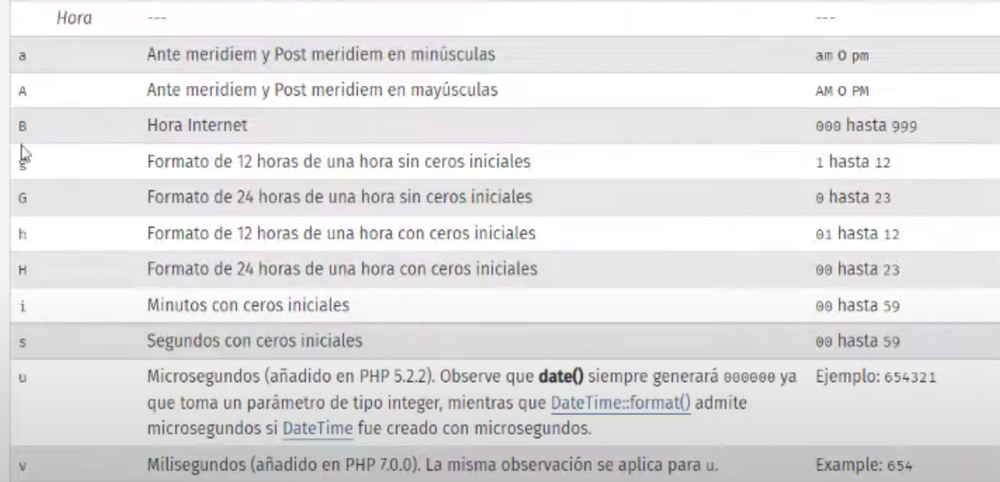 Hora --- ---
a Ante meridiem y Post meridiem en minúsculas am o pm
A Ante meridiem y Post meridiem en mayúsculas AM o PM
B Hora Internet 000 hasta 999
g Formato de 12 horas de una hora sin ceros iniciales 1 hasta 12
G Formato de 24 horas de una hora sin ceros iniciales 0 hasta 23
h Formato de 12 horas de una hora con ceros iniciales 01 hasta 12
H Formato de 24 horas de una hora con ceros iniciales 00 hasta 23
i Minutos con ceros iniciales 00 hasta 59
s Segundos con ceros iniciales 00 hasta 59
u Microsegundos (añadido en PHP 5.2.2). Observe que date() siempre generará 000000 ya Ejemplo: 654321
que toma un parámetro de tipo integer, mientras que DateTime::format() admite
microsegundos si DateTime fue creado con microsegundos.
v Milisegundos (añadido en PHP 7.0.0). La misma observación se aplica para u. Example: 654